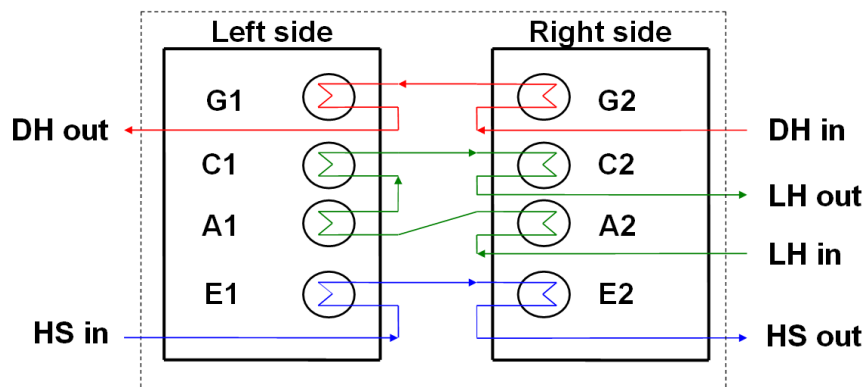 Left side
Right side
G1
G2
DH out
DH in
C1
C2
LH out
A1
A2
LH in
E1
E2
HS in
HS out